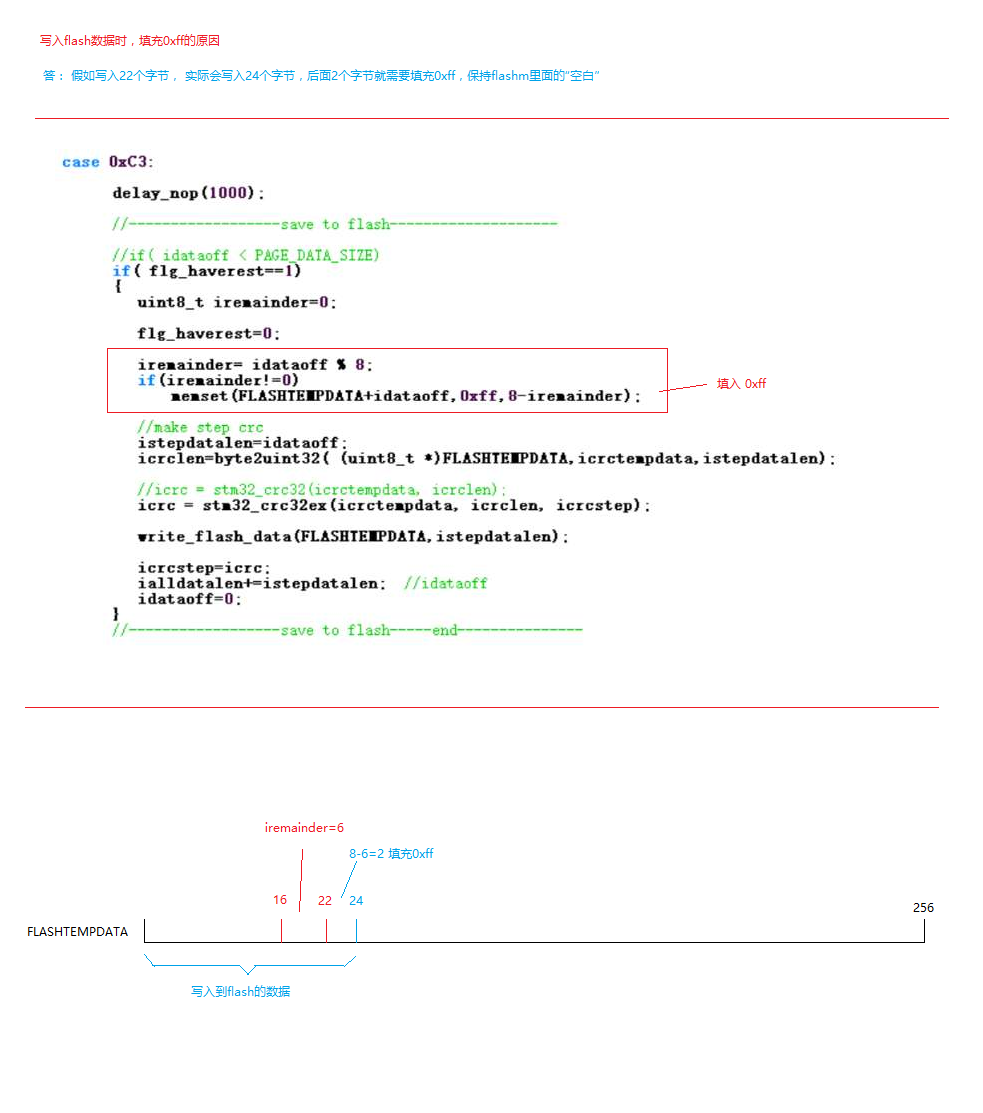 写入flash数据时，填充0xff的原因
答： 假如写入22个字节， 实际会写入24个字节，后面2个字节就需要填充0xff，保持flashm里面的“空白”
case 0xC3:
delay_nop(1000);
//------------------save to flash--------------------
//if( idataoff < PAGE_DATA_SIZE)
if( flg_haverest==1)
{
uint8_t iremainder=0;
flg_haverest=0;
iremainder= idataoff % 8;
if(iremainder!=0)
memset(FLASHTEMPDATA+idataoff,0xff,8-iremainder);
填入 0xff
//make step crc
istepdatalen=idataoff;
icrclen=byte2uint32( (uint8_t *)FLASHTEMPDATA,icrctempdata,istepdatalen);
//icrc = stm32_crc32(icrctempdata, icrclen);
icrc = stm32_crc32ex(icrctempdata, icrclen, icrcstep);
write_flash_data(FLASHTEMPDATA,istepdatalen);
icrcstep=icrc;
ialldatalen+=istepdatalen; //idataoff
idataoff=0;
}
//------------------save to flash-----end---------------
iremainder=6
8-6=2 填充0xff
16 22 24
256
FLASHTEMPDATA
写入到flash的数据